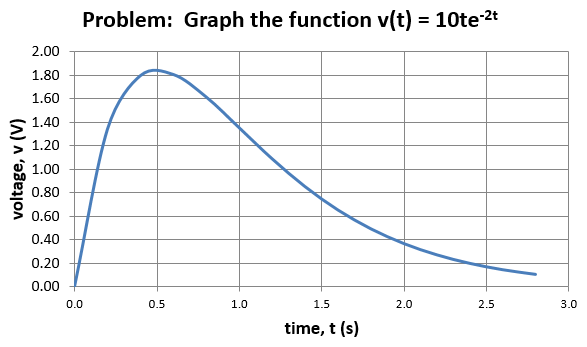 Problem:  Graph the function v(t) = 10te-2t
2.00
1.80
1.60
1.40
1.20
1.00
0.80
0.60
0.40
0.20
0.00
voltage, v (V)
0.0 0.5 1.0 1.5 2.0 2.5 3.0
time, t (s)